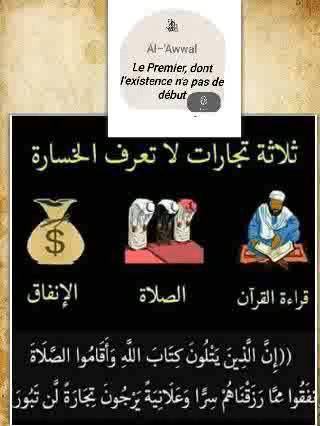 Al-'Awwal
Le Premier, dont
l'existence n'a pas de
début
ثلاثة تجارات لا تعرف الخسارة
قراءة القرآن
الصلاة
الإنفاق
((إِنَّ الَّذِينَ يَتْلُونَ كِتَابَ اللَّهِ وَأَقَامُوا الصَّلَاةَ
نفَقُوا مِمَّا رَزَقْنَاهُمْ سِرًّا وَعَلَانِيَةً يَرْجُونَ تِجَارَةً لَّن تَبُورَ